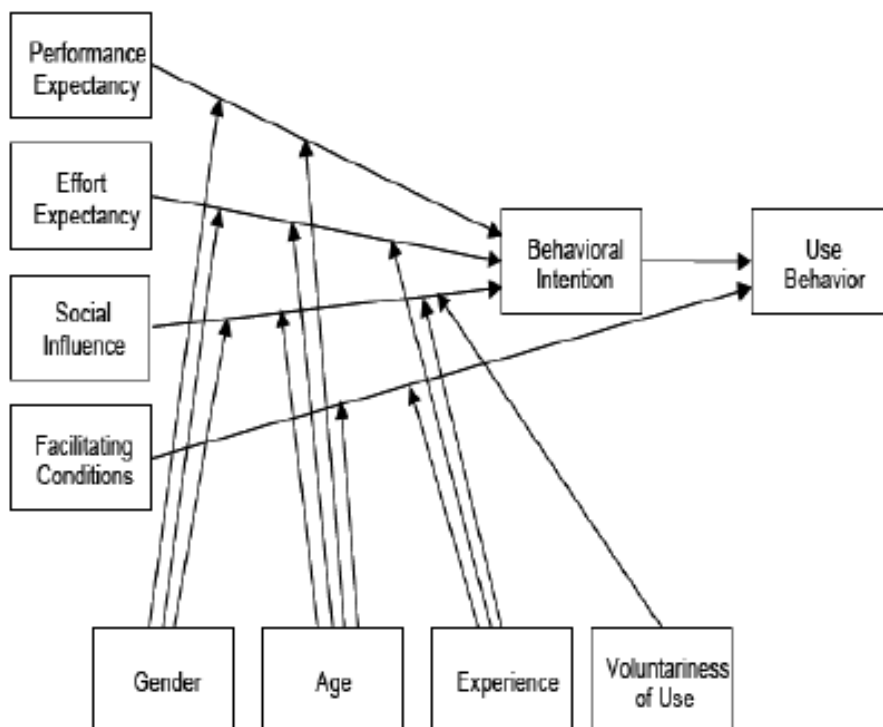 Performance
Expectancy
Effort
Expectancy
Social
Influence
Facilitating
Conditions
Behavioral
Intention
Use
Behavior
Gender
Age
Experience
Voluntariness
of Use